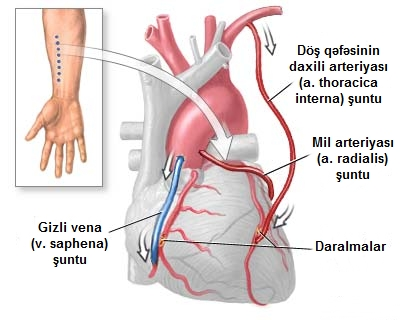 Döş qəfəsinin
daxili arteriyası
(a. thoracica
interna) şuntu
Mil arteriyası
(a. radialis)
şuntu
Gizli vena
(v. saphena)
şuntu
Daralmalar